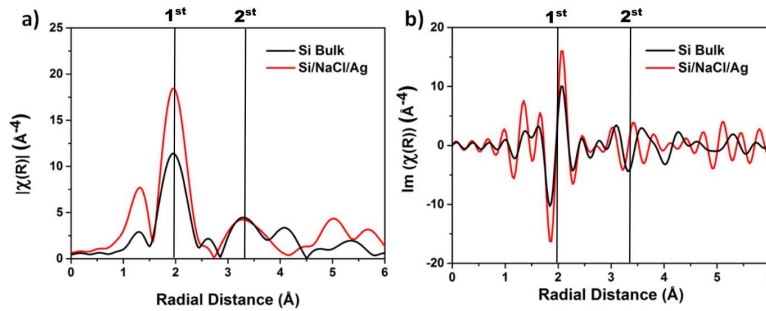 a)
1st
2st
Si Bulk
Si/NaCl/Ag
|χ(R)| (Å-4)
25
20
15
10
5
0
0 1 2 3 4 5 6
Radial Distance (Å)
b)
1st
2st
Si Bulk
Si/NaCl/Ag
Im (χ(R)) (Å-4)
20
10
0
-10
-20
0 1 2 3 4 5
Radial Distance (Å)